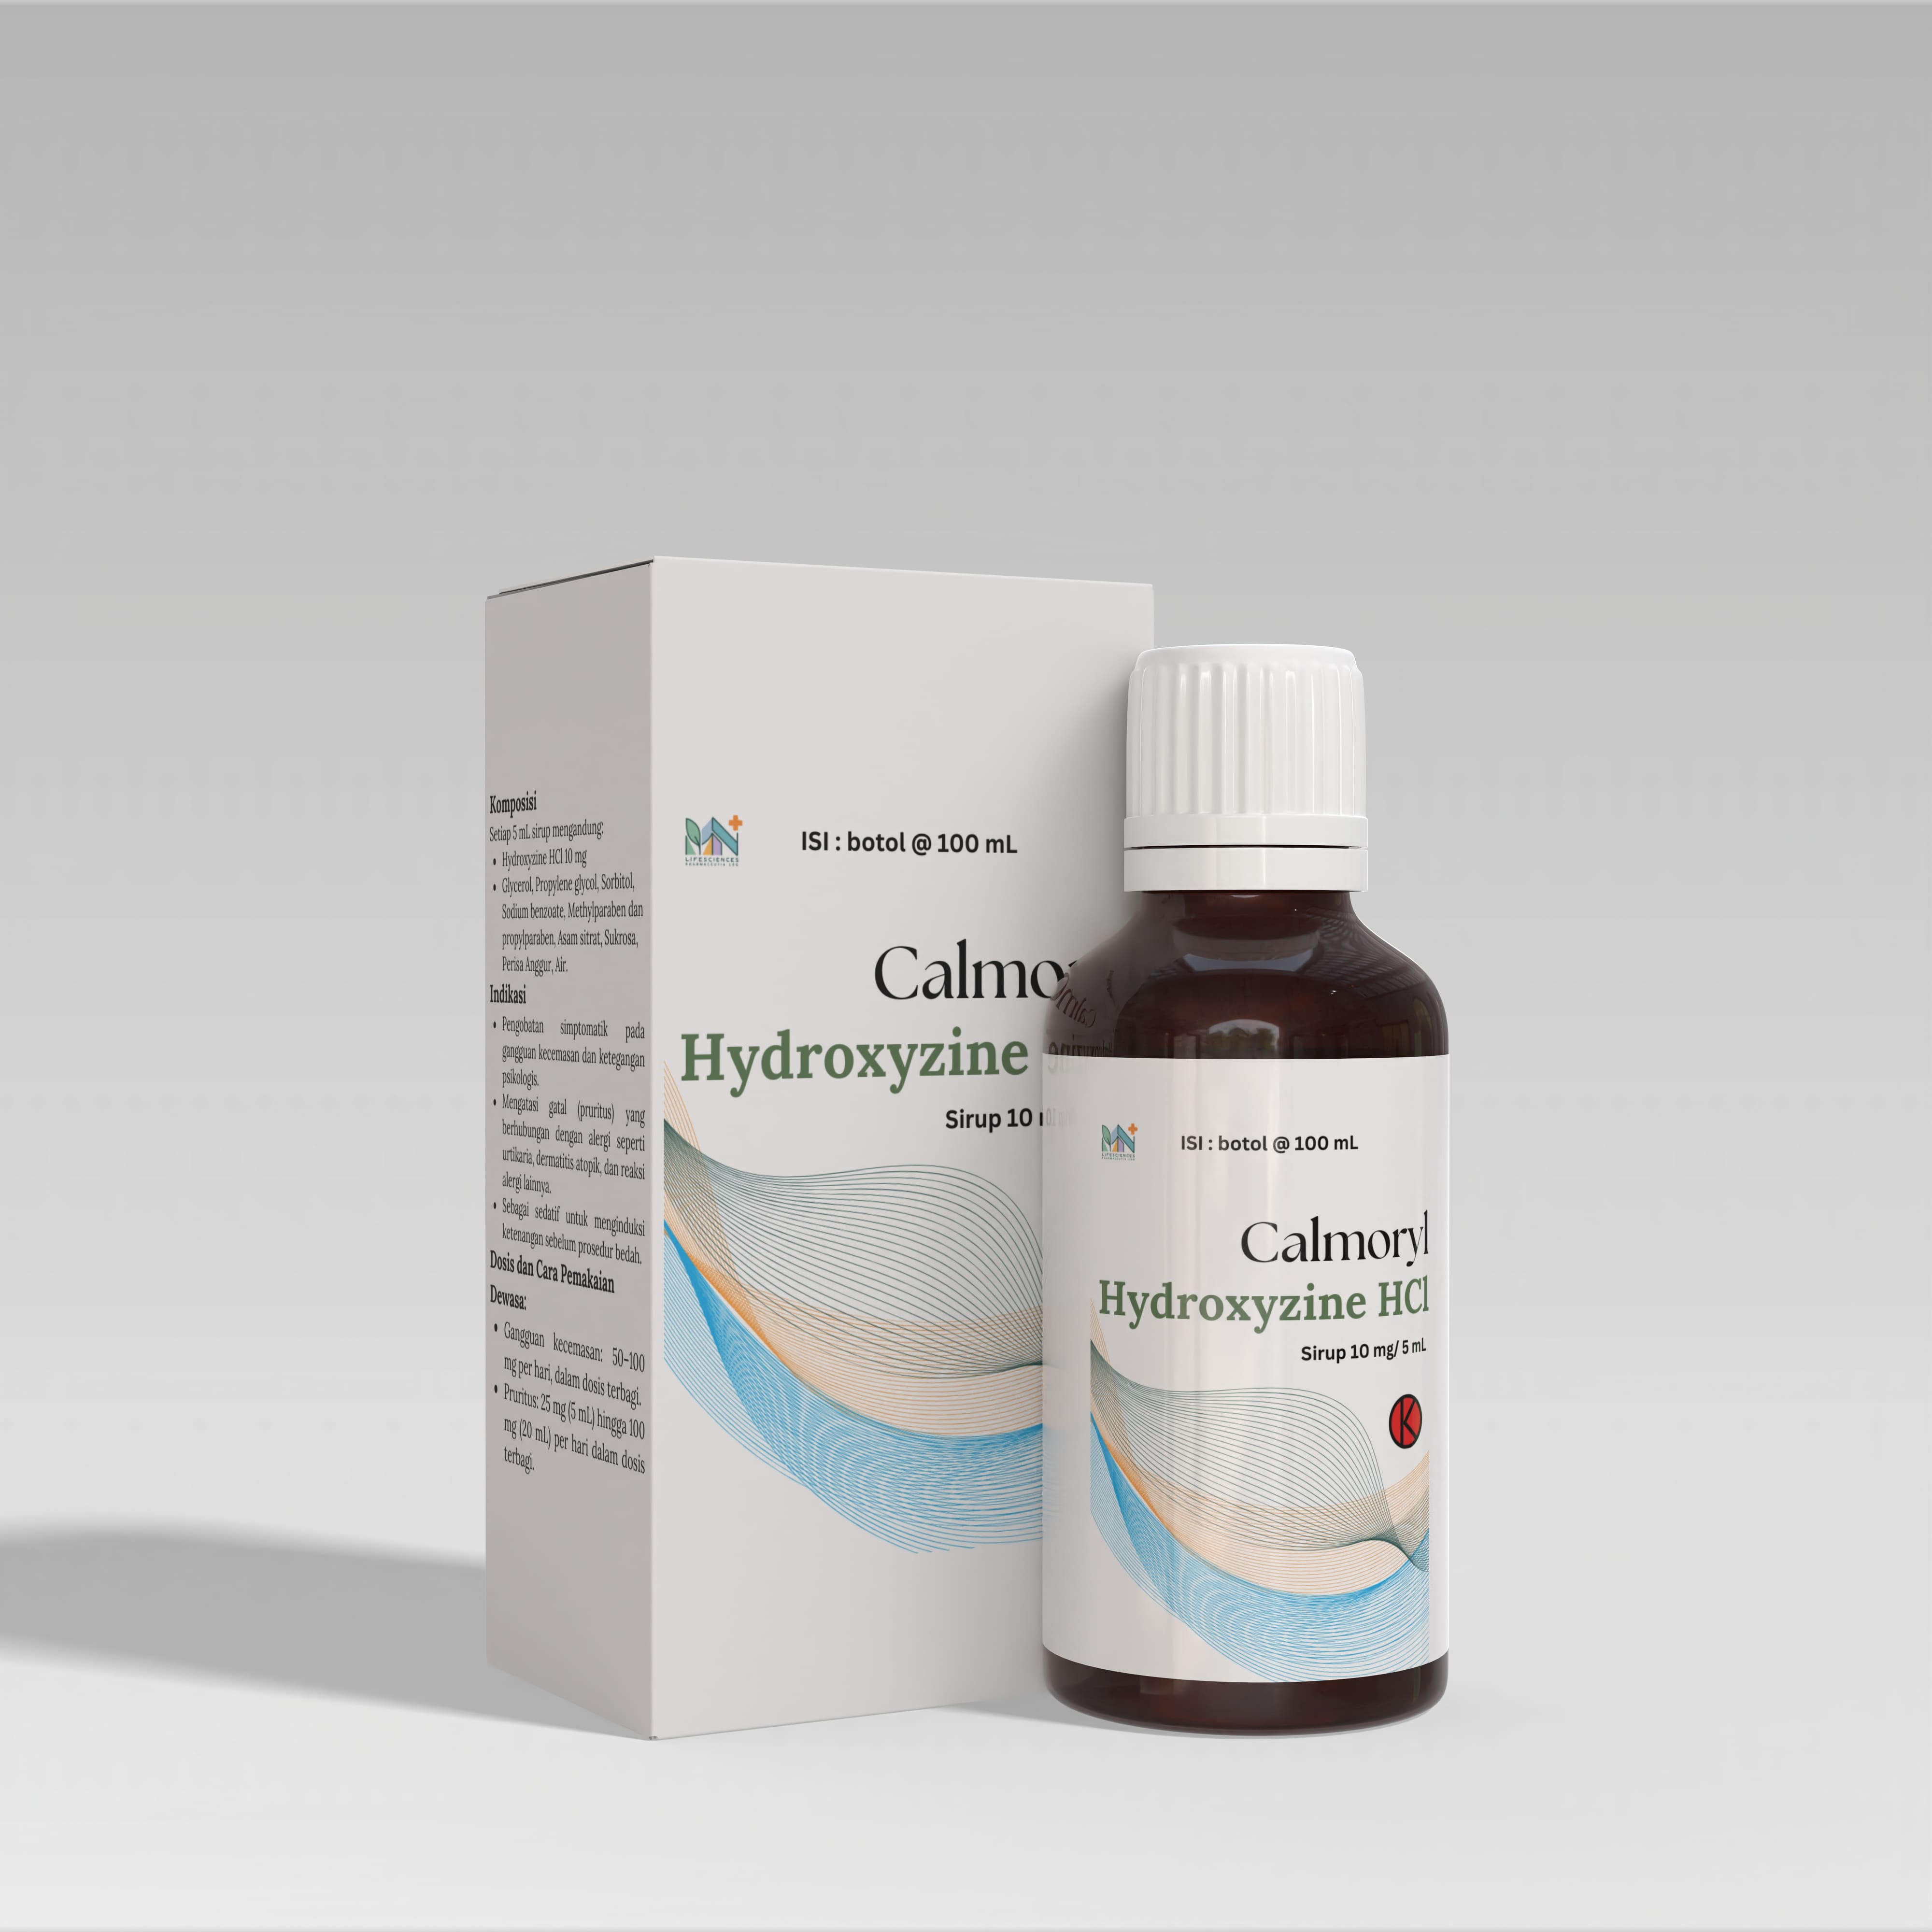 Komposisi
Setiap 5 mL sirup mengandung:
• Hydroxyzine HCl 10 mg
• Glycerol, Propylene glycol, Sorbitol,
Sodium benzoate, Methylparaben dan
propylparaben, Asam sitrat, Sukrosa,
Perisa Anggur, Air.
Indikasi
• Pengobatan simptomatik pada
gangguan kecemasan dan ketegangan
psikologis.
• Mengatasi gatal (pruritus) yang
berhubungan dengan alergi seperti
urtikaria, dermatitis atopik, dan reaksi
alergi lainnya.
• Sebagai sedatif untuk menginduksi
ketenangan sebelum prosedur bedah.
Dosis dan Cara Pemakaian
Dewasa:
• Gangguan kecemasan: 50-100
mg per hari, dalam dosis terbagi.
• Pruritus: 25 mg (5 mL) hingga 100
mg (20 mL) per hari dalam dosis
terbagi.
MN
LIFESCIENCES
ISI : botol @ 100 mL
Calmor
Hydroxyzine
Sirup 10
MN
LIFESCIENCES
ISI : botol @ 100 mL
Calmoryl
Hydroxyzine HCl
Sirup 10 mg/ 5 mL
K